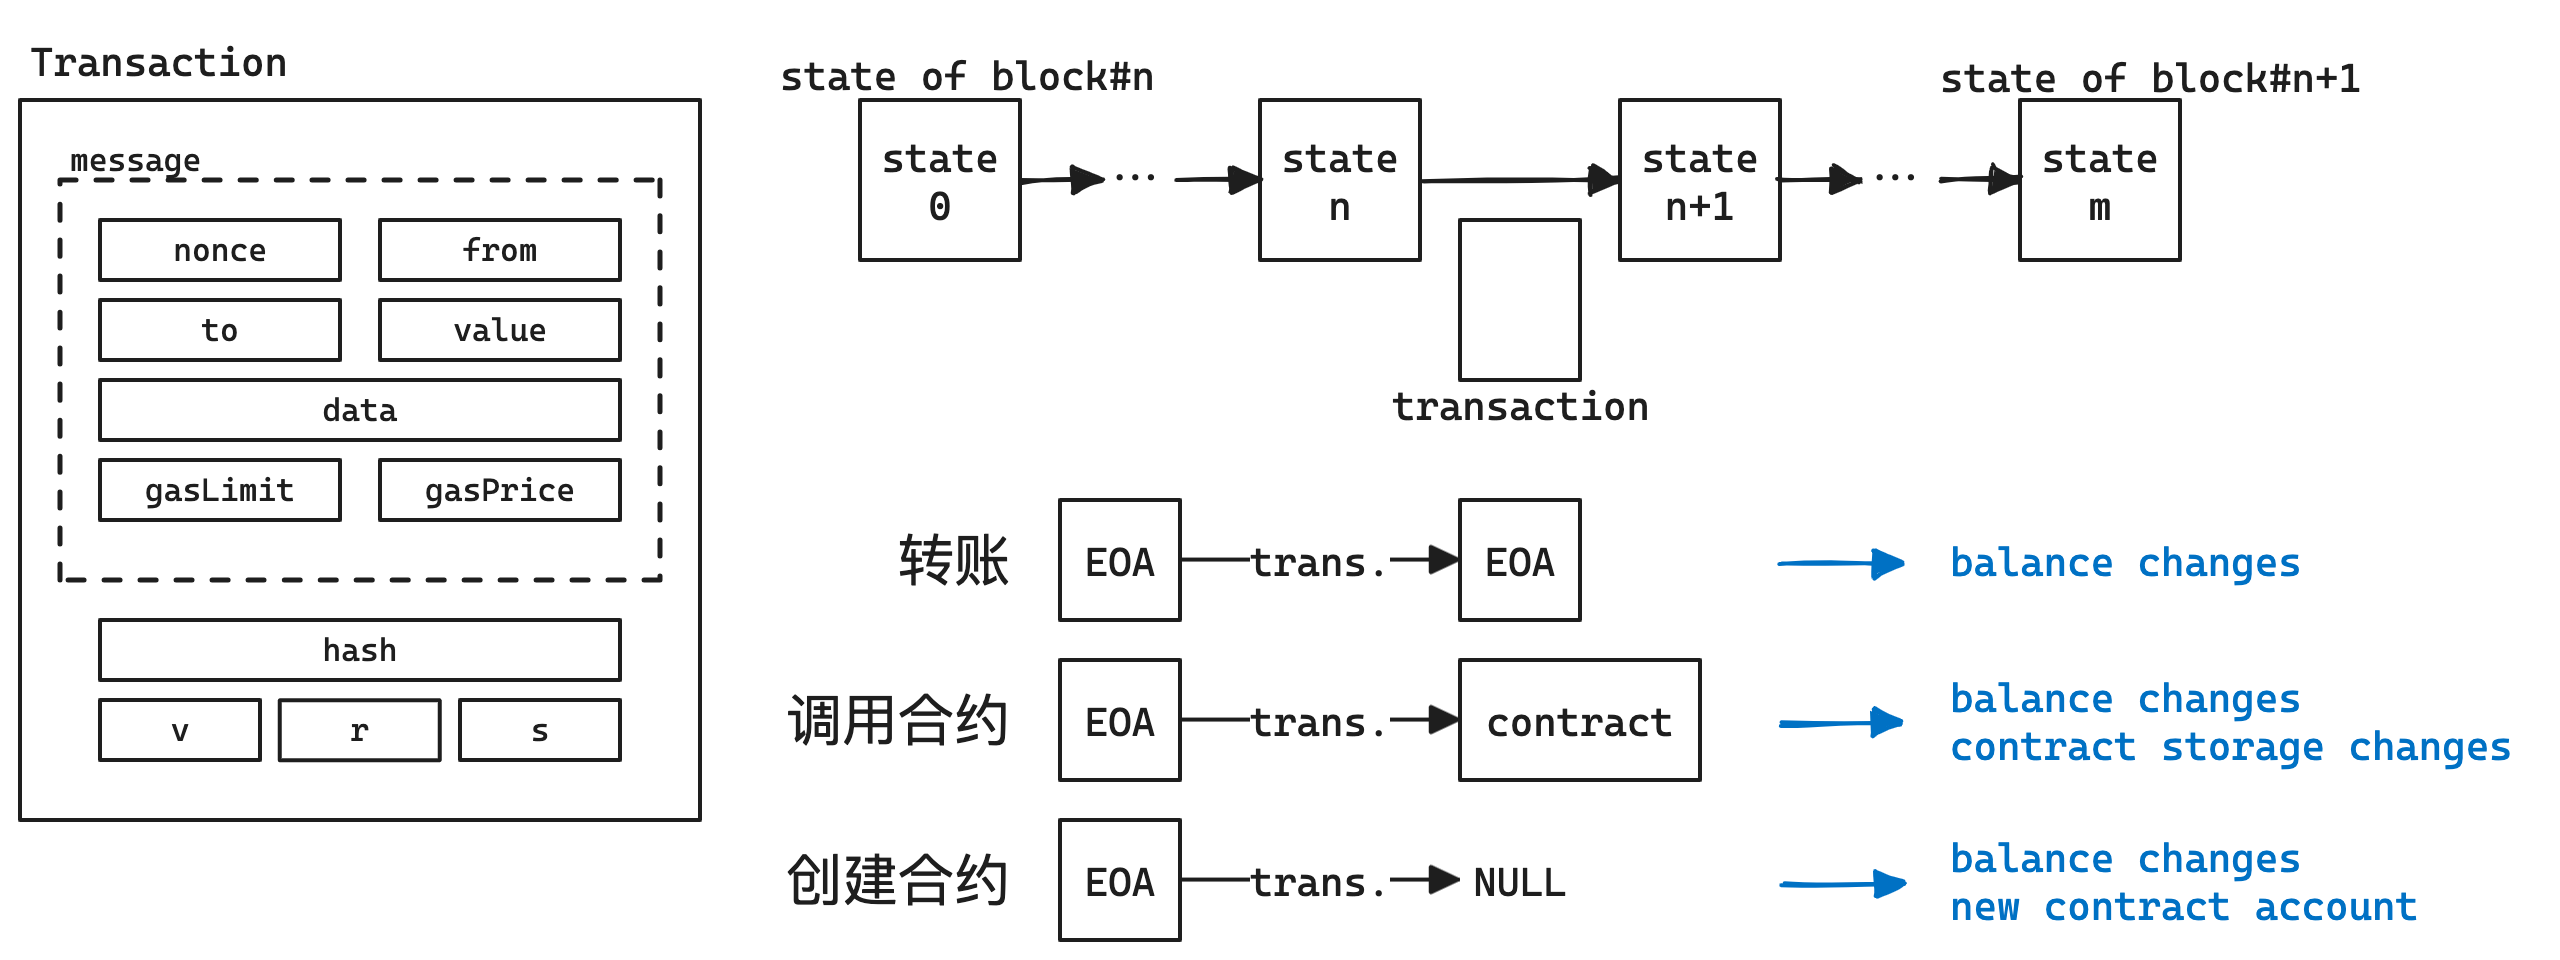 Transaction
message
nonce
from
to
value
data
gasLimit
gasPrice
hash
v
r
s
state of block#n
state of block#n+1
state
0
...
state
n
state
n+1
...
state
m
transaction
转账
EOA
trans.
EOA
balance changes
调用合约
EOA
trans.
contract
balance changes
contract storage changes
创建合约
EOA
trans.
NULL
balance changes
new contract account